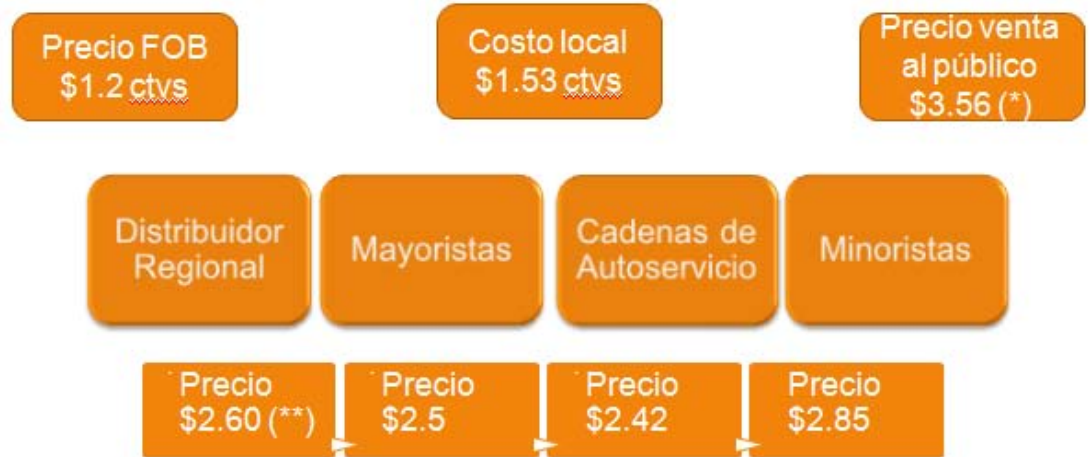 Precio FOB
$1.2 ctvs
Costo local
$1.53 ctvs
Precio venta
al público
$3.56 (*)
Distribuidor
Regional
Mayoristas
Cadenas de
Autoservicio
Minoristas
Precio
$2.60 (**)
Precio
$2.5
Precio
$2.42
Precio
$2.85